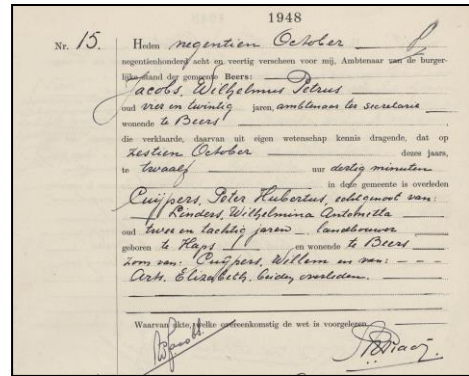 1948
Nr. 15. Heden negentien October
negentienhonderd acht en veertig verscheen voor mij, Ambtenaar van de burger-
lijke stand der gemeente Beers:
Jacobs, Wilhelmus Petrus
oud vier en twintig jaren, ambtenaar ter secretarie
wonende te Beers
die verklaarde, daarvan uit eigen wetenschap kennis dragende, dat op
zestien October dezes jaars,
te twaalf uur dertig minuten
in deze gemeente is overleden
Cuijpers, Peter Hubertus, echtgenoot van:
Linders, Wilhelmina Antonetta
oud twee en tachtig jaren landbouwer
geboren te Haps en wonende te Beers
zoon van: Cuijpers, Willem en van:
Arts, Elizabeth, beiden overleden.
Waarvan akte, welke overeenkomstig de wet is voorgelezen.
Jacobs.